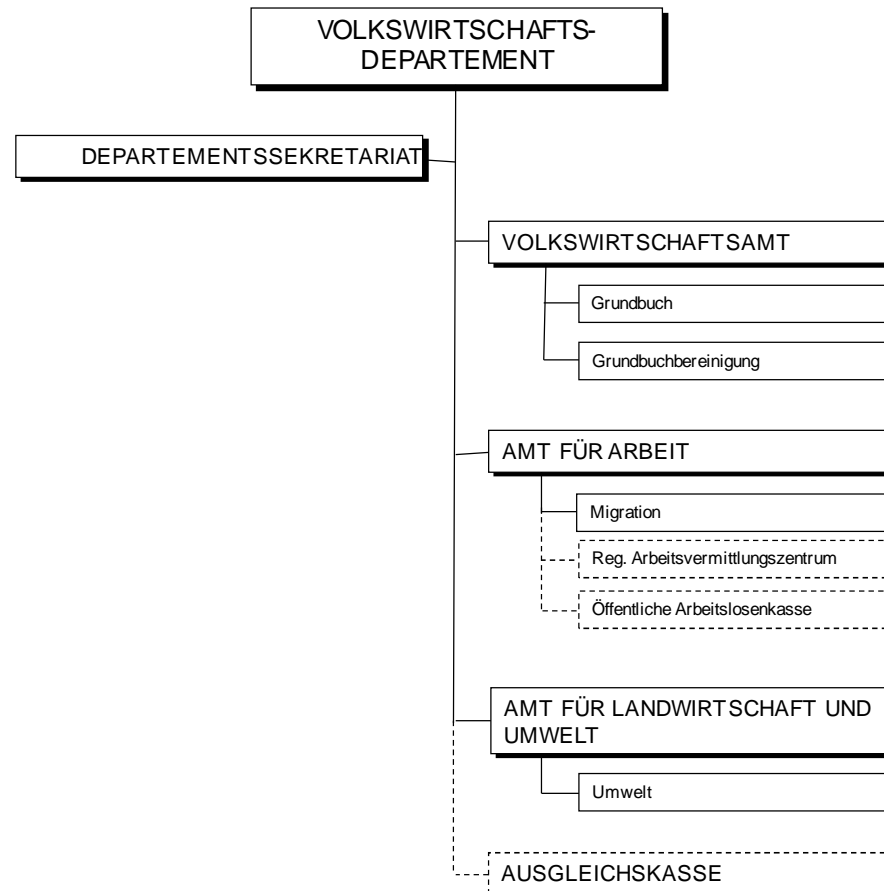 VOLKSWIRTSCHAFTS-
DEPARTEMENT
DEPARTEMENTSSEKRETARIAT
VOLKSWIRTSCHAFTSAMT
Grundbuch
Grundbuchbereinigung
AMT FÜR ARBEIT
Migration
Reg. Arbeitsvermittlungszentrum
Öffentliche Arbeitslosenkasse
AMT FÜR LANDWIRTSCHAFT UND
UMWELT
Umwelt
AUSGLEICHSKASSE